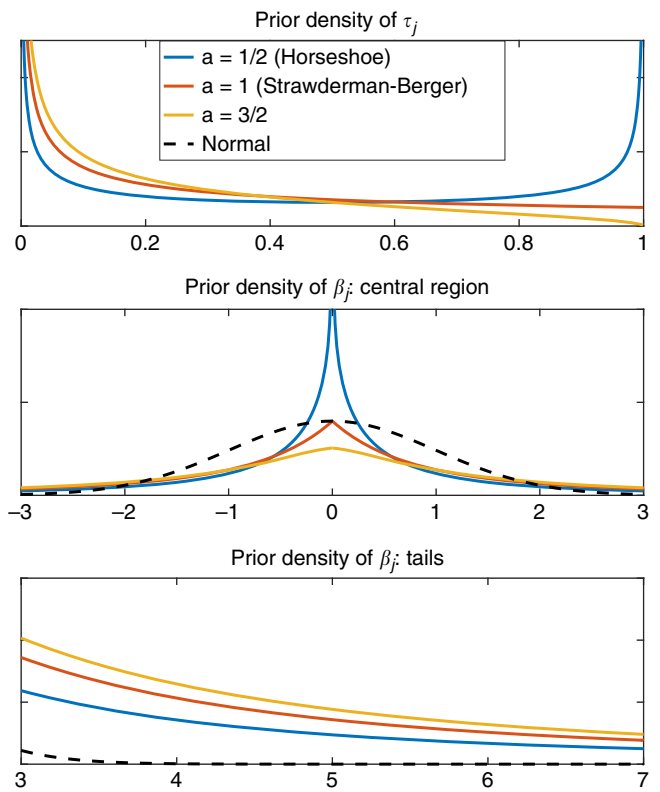 Prior density of τj
a = 1/2 (Horseshoe)
a = 1 (Strawderman-Berger)
a = 3/2
Normal
0 0.2 0.4 0.6 0.8 1
Prior density of βj: central region
−3 −2 −1 0 1 2 3
Prior density of βj: tails
3 4 5 6 7